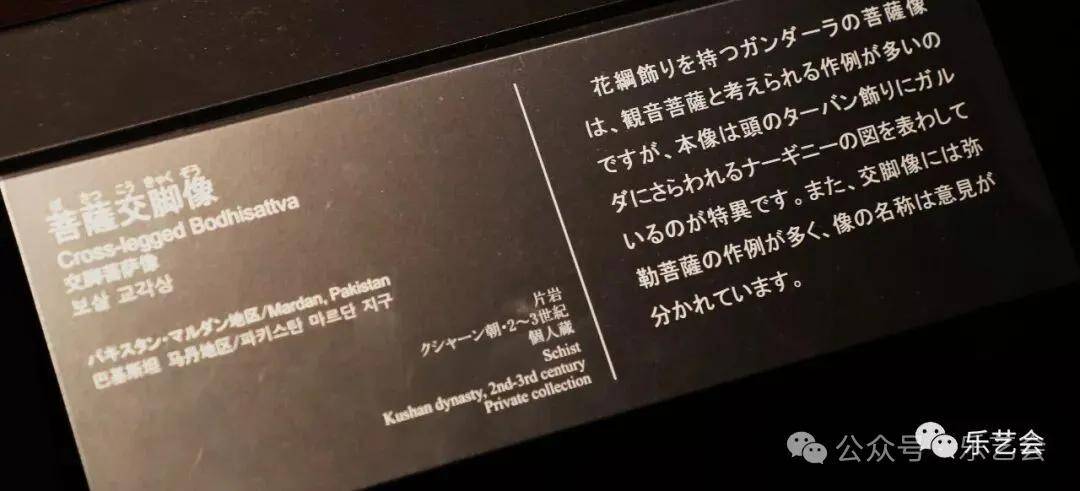 ぼ さつ こう きゃく ぞう
菩薩交脚像
Cross-legged Bodhisattva
交脚菩萨像
보살 교각상
パキスタン・マルダン地区/Mardan, Pakistan
巴基斯坦 马丹地区/파키스탄 마르단 지구
片岩
クシャーン朝・2〜3世紀
個人蔵
Schist
Kushan dynasty, 2nd-3rd century
Private collection
花綱飾りを持つガンダーラの菩薩像
は、観音菩薩と考えられる作例が多いの
ですが、本像は頭のターバン飾りにガル
ダにさらわれるナーギニーの図を表わして
いるのが特異です。また、交脚像には弥
勒菩薩の作例が多く、像の名称は意見が
分かれています。
公众号 乐艺会
乐艺会